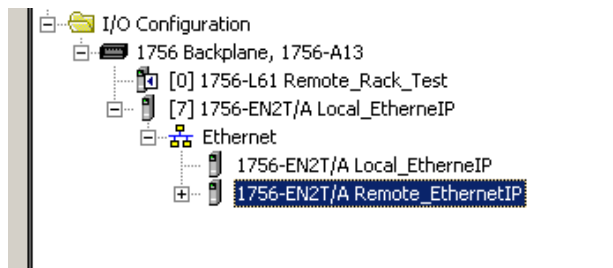 I/O Configuration
1756 Backplane, 1756-A13
[0] 1756-L61 Remote_Rack_Test
[7] 1756-EN2T/A Local_EtherneIP
Ethernet
1756-EN2T/A Local_EtherneIP
1756-EN2T/A Remote_EthernetIP